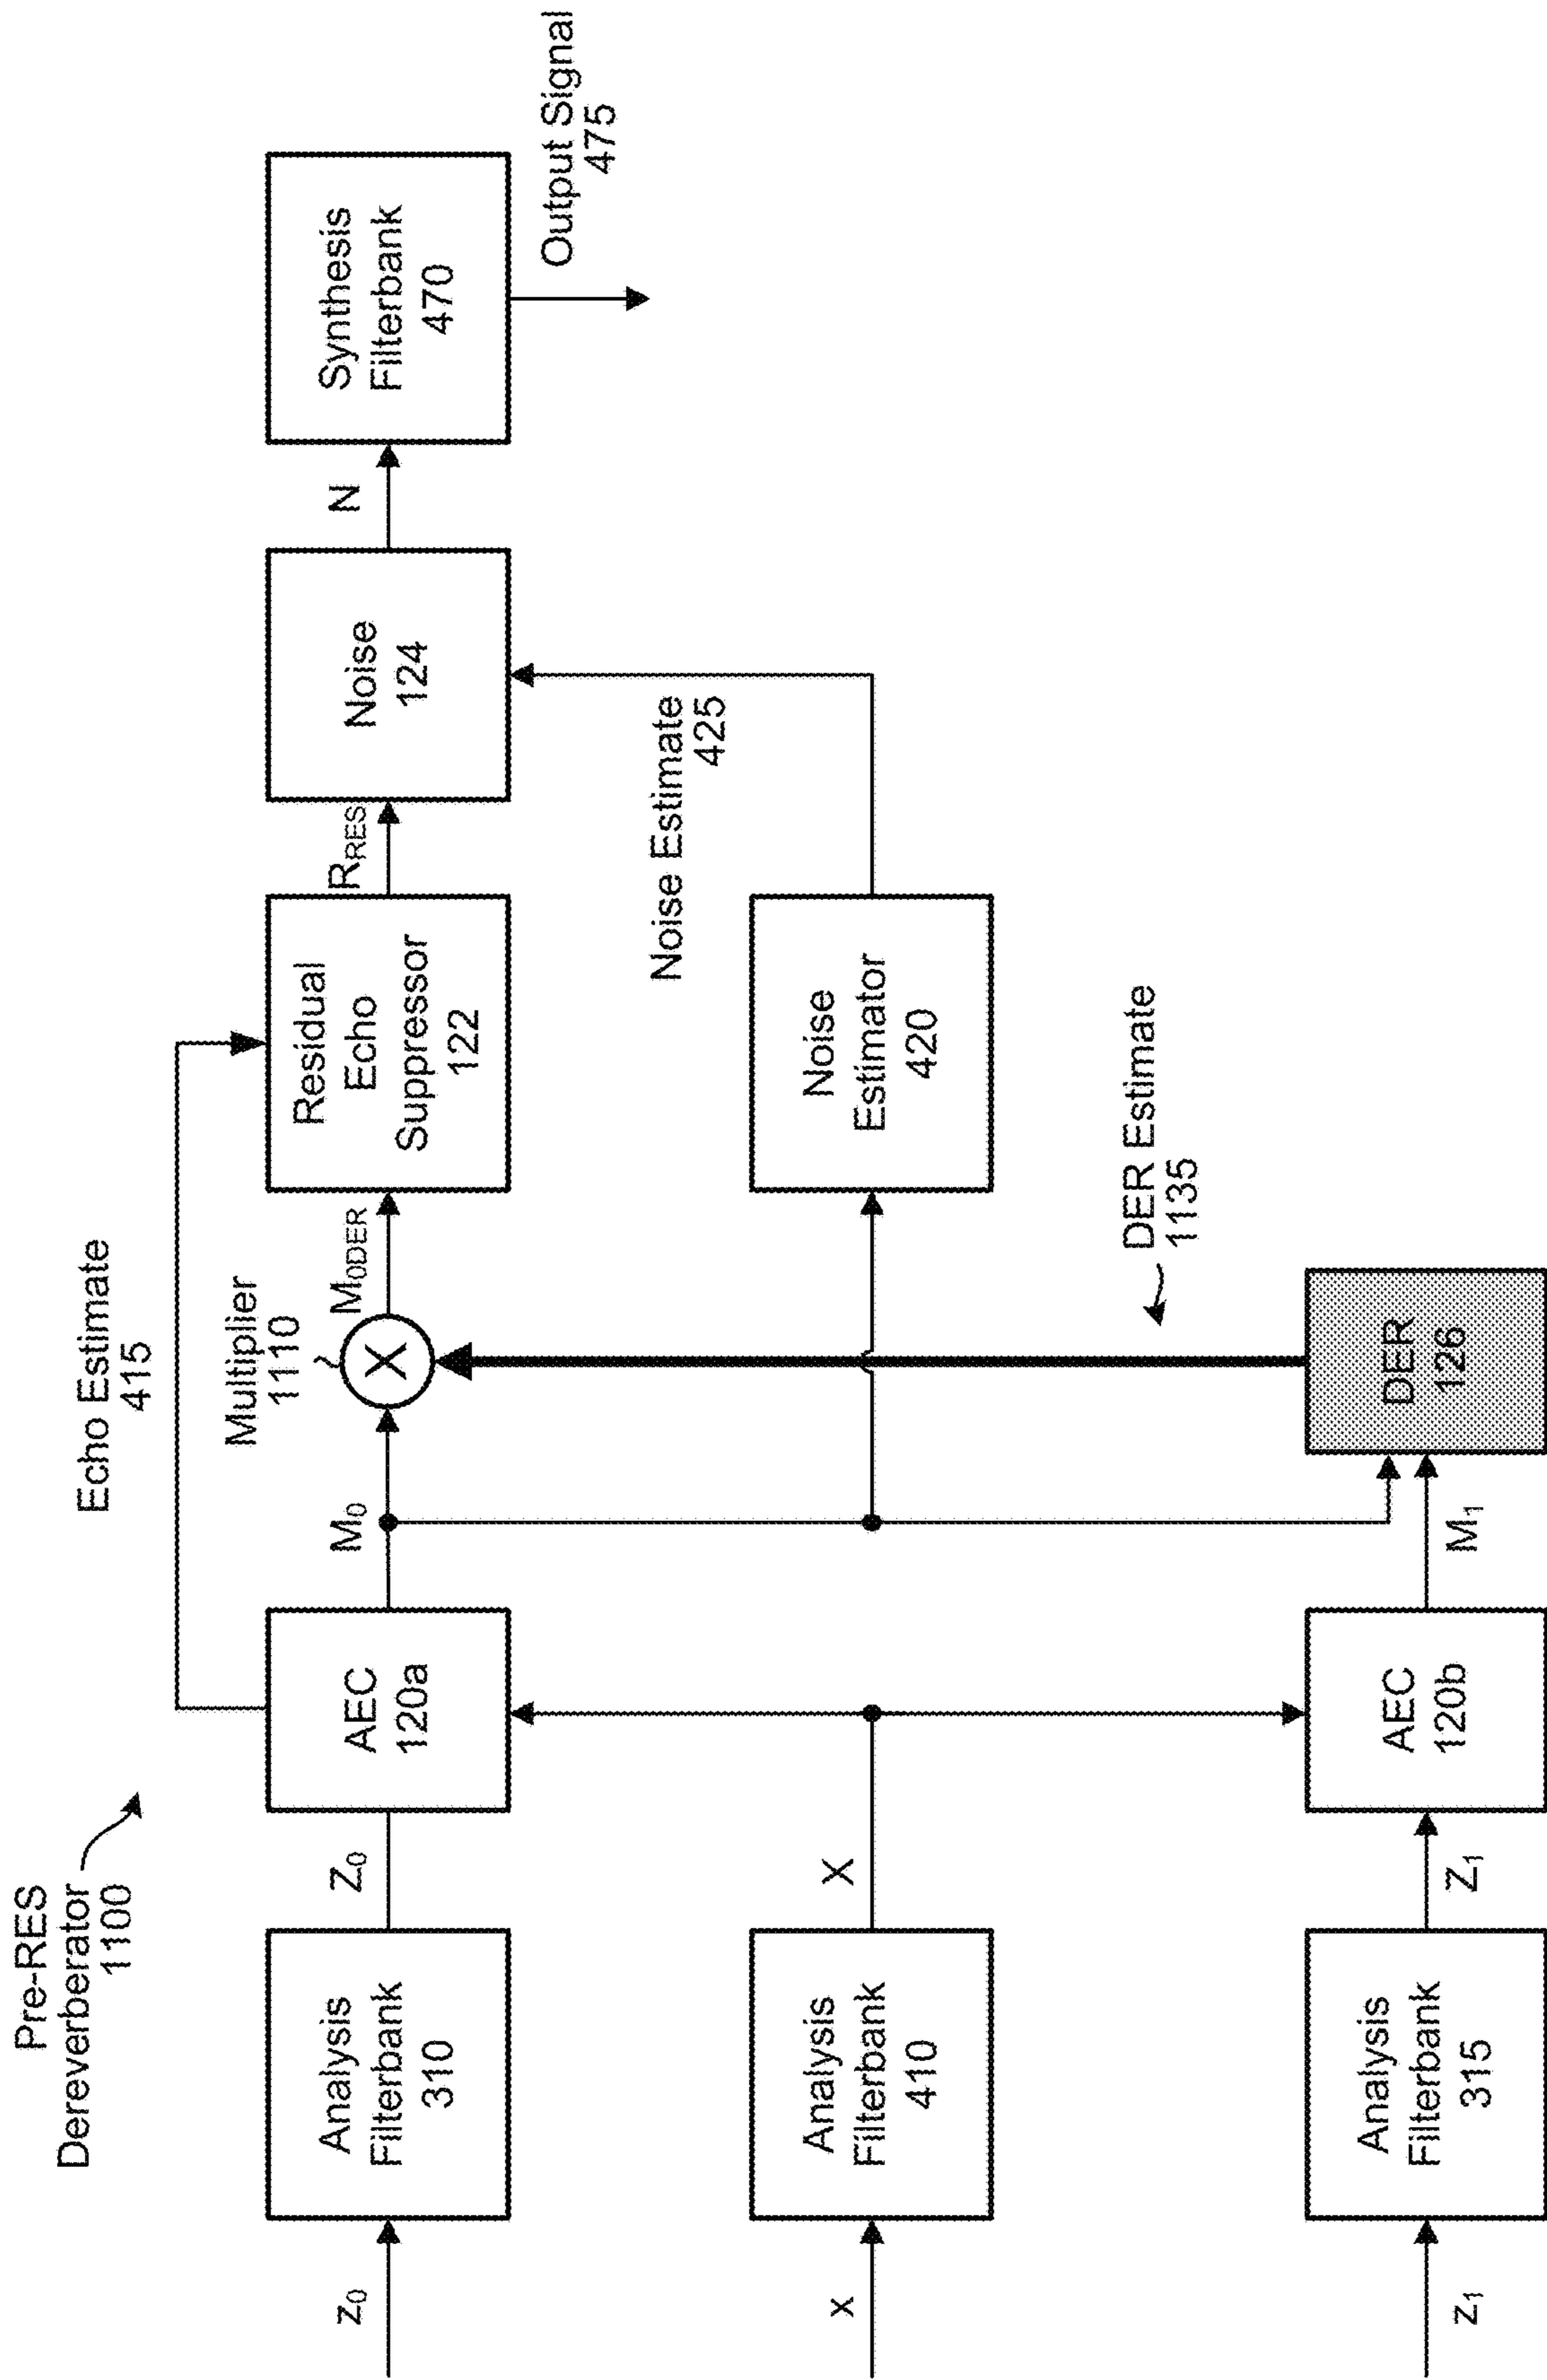 Pre-RES
Dereverberator
1100
Echo Estimate
415
z₀
Analysis
Filterbank
310
Z₀
AEC
120a
M₀
Multiplier
1110
X
M₀DER
Residual
Echo
Suppressor
122
RRES
Noise
124
N
Synthesis
Filterbank
470
Output Signal
475
x
Analysis
Filterbank
410
X
Noise
Estimator
420
Noise Estimate
425
DER Estimate
1135
z₁
Analysis
Filterbank
315
Z₁
AEC
120b
M₁
DER
126